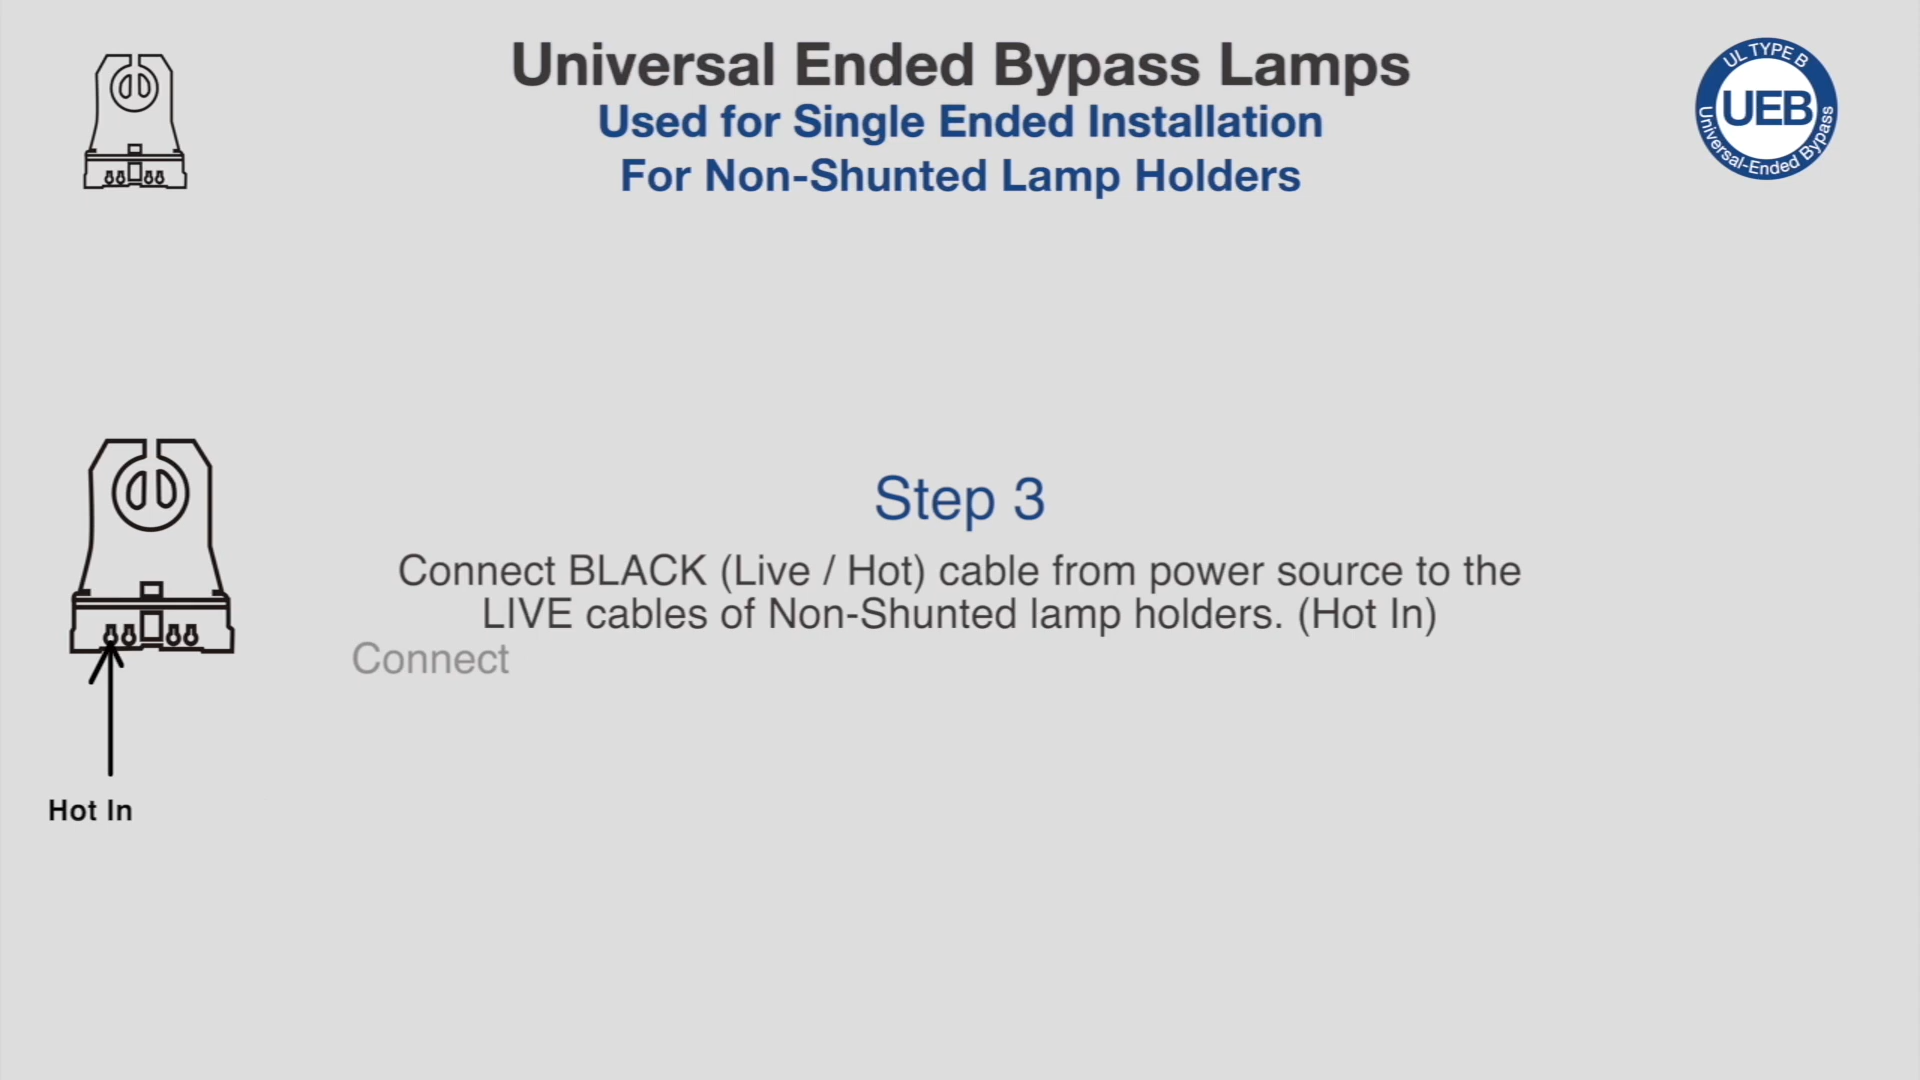 Universal Ended Bypass Lamps
Used for Single Ended Installation
For Non-Shunted Lamp Holders
UL TYPE B
UEB
Universal-Ended Bypass
Step 3
Connect BLACK (Live / Hot) cable from power source to the
LIVE cables of Non-Shunted lamp holders. (Hot In)
Connect
Hot In